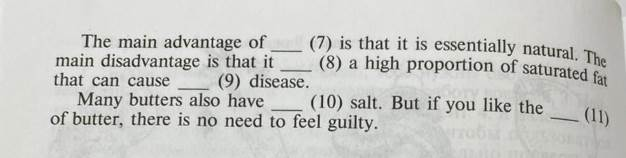 The main advantage of ____ (7) is that it is essentially natural. The
main disadvantage is that it ____ (8) a high proportion of saturated fat
that can cause ____ (9) disease.
Many butters also have ____ (10) salt. But if you like the ____ (11)
of butter, there is no need to feel guilty.